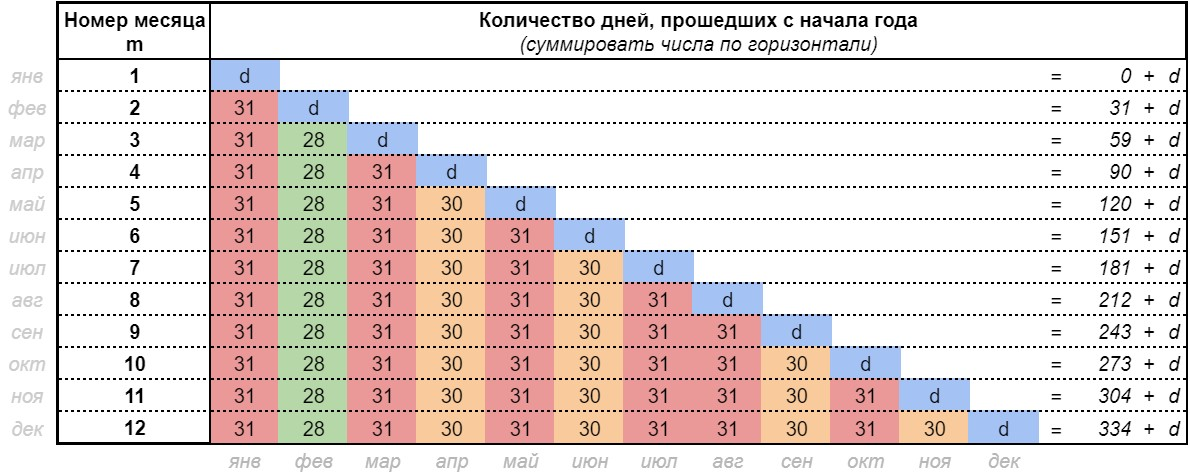 Номер месяца Количество дней, прошедших с начала года
m (суммировать числа по горизонтали)
янв 1 d = 0 + d
фев 2 31 d = 31 + d
мар 3 31 28 d = 59 + d
апр 4 31 28 31 d = 90 + d
май 5 31 28 31 30 d = 120 + d
июн 6 31 28 31 30 31 d = 151 + d
июл 7 31 28 31 30 31 30 d = 181 + d
авг 8 31 28 31 30 31 30 31 d = 212 + d
сен 9 31 28 31 30 31 30 31 31 d = 243 + d
окт 10 31 28 31 30 31 30 31 31 30 d = 273 + d
ноя 11 31 28 31 30 31 30 31 31 30 31 d = 304 + d
дек 12 31 28 31 30 31 30 31 31 30 31 30 d = 334 + d
янв фев мар апр май июн июл авг сен окт ноя дек